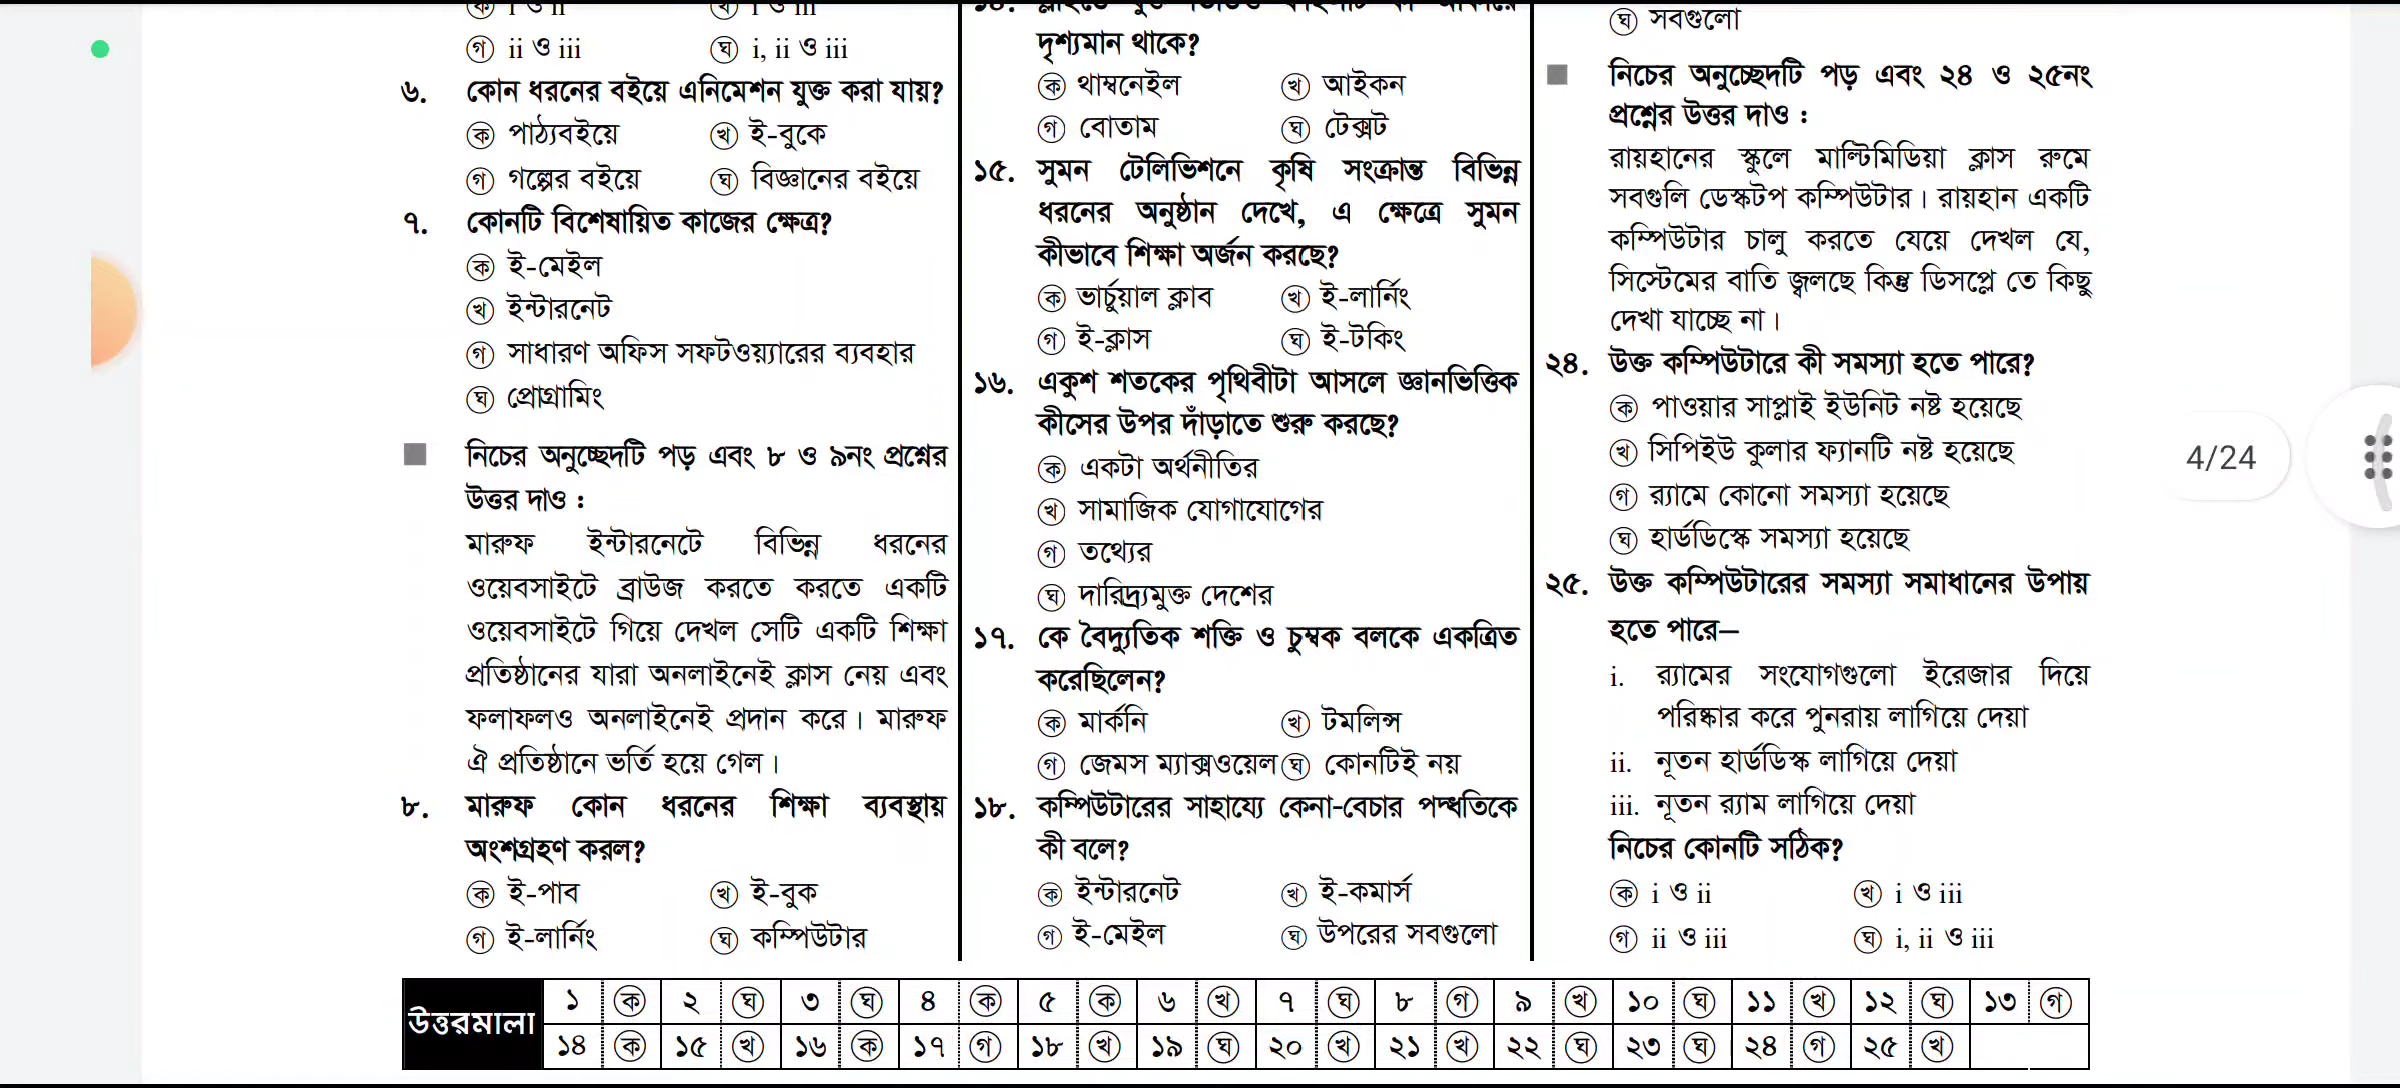 গ ii ও iii ঘ i, ii ও iii
৬. কোন ধরনের বইয়ে এনিমেশন যুক্ত করা যায়?
ক পাঠ্যবইয়ে খ ই-বুকে
গ গল্পের বইয়ে ঘ বিজ্ঞানের বইয়ে
৭. কোনটি বিশেষায়িত কাজের ক্ষেত্র?
ক ই-মেইল
খ ইন্টারনেট
গ সাধারণ অফিস সফটওয়্যারের ব্যবহার
ঘ প্রোগ্রামিং
নিচের অনুচ্ছেদটি পড় এবং ৮ ও ৯নং প্রশ্নের
উত্তর দাও :
মারুফ ইন্টারনেটে বিভিন্ন ধরনের
ওয়েবসাইটে ব্রাউজ করতে করতে একটি
ওয়েবসাইটে গিয়ে দেখল সেটি একটি শিক্ষা
প্রতিষ্ঠানের যারা অনলাইনেই ক্লাস নেয় এবং
ফলাফলও অনলাইনেই প্রদান করে। মারুফ
ঐ প্রতিষ্ঠানে ভর্তি হয়ে গেল।
৮. মারুফ কোন ধরনের শিক্ষা ব্যবস্থায়
অংশগ্রহণ করল?
ক ই-পাব খ ই-বুক
গ ই-লার্নিং ঘ কম্পিউটার
দৃশ্যমান থাকে?
ক থাম্বনেইল খ আইকন
গ বোতাম ঘ টেক্সট
১৫. সুমন টেলিভিশনে কৃষি সংক্রান্ত বিভিন্ন
ধরনের অনুষ্ঠান দেখে, এ ক্ষেত্রে সুমন
কীভাবে শিক্ষা অর্জন করছে?
ক ভার্চুয়াল ক্লাব খ ই-লার্নিং
গ ই-ক্লাস ঘ ই-টকিং
১৬. একুশ শতকের পৃথিবীটা আসলে জ্ঞানভিত্তিক
কীসের উপর দাঁড়াতে শুরু করছে?
ক একটা অর্থনীতির
খ সামাজিক যোগাযোগের
গ তথ্যের
ঘ দারিদ্র্যমুক্ত দেশের
১৭. কে বৈদ্যুতিক শক্তি ও চুম্বক বলকে একত্রিত
করেছিলেন?
ক মার্কনি খ টমলিন্স
গ জেমস ম্যাক্সওয়েল ঘ কোনটিই নয়
১৮. কম্পিউটারের সাহায্যে কেনা-বেচার পদ্ধতিকে
কী বলে?
ক ইন্টারনেট খ ই-কমার্স
গ ই-মেইল ঘ উপরের সবগুলো
ঘ সবগুলো
নিচের অনুচ্ছেদটি পড় এবং ২৪ ও ২৫নং
প্রশ্নের উত্তর দাও :
রায়হানের স্কুলে মাল্টিমিডিয়া ক্লাস রুমে
সবগুলি ডেস্কটপ কম্পিউটার। রায়হান একটি
কম্পিউটার চালু করতে যেয়ে দেখল যে,
সিস্টেমের বাতি জ্বলছে কিন্তু ডিসপ্লে তে কিছু
দেখা যাচ্ছে না।
২৪. উক্ত কম্পিউটারে কী সমস্যা হতে পারে?
ক পাওয়ার সাপ্লাই ইউনিট নষ্ট হয়েছে
খ সিপিইউ কুলার ফ্যানটি নষ্ট হয়েছে
গ র‍্যামে কোনো সমস্যা হয়েছে
ঘ হার্ডডিস্কে সমস্যা হয়েছে
২৫. উক্ত কম্পিউটারের সমস্যা সমাধানের উপায়
হতে পারে–
i. র‍্যামের সংযোগগুলো ইরেজার দিয়ে
পরিষ্কার করে পুনরায় লাগিয়ে দেয়া
ii. নূতন হার্ডডিস্ক লাগিয়ে দেয়া
iii. নূতন র‍্যাম লাগিয়ে দেয়া
নিচের কোনটি সঠিক?
ক i ও ii খ i ও iii
গ ii ও iii ঘ i, ii ও iii
4/24
উত্তরমালা
১ ক ২ ঘ ৩ ঘ ৪ ক ৫ ক ৬ খ ৭ ঘ ৮ গ ৯ খ ১০ ঘ ১১ খ ১২ ঘ ১৩ গ
১৪ ক ১৫ খ ১৬ ক ১৭ গ ১৮ খ ১৯ ঘ ২০ খ ২১ খ ২২ ঘ ২৩ ঘ ২৪ গ ২৫ খ